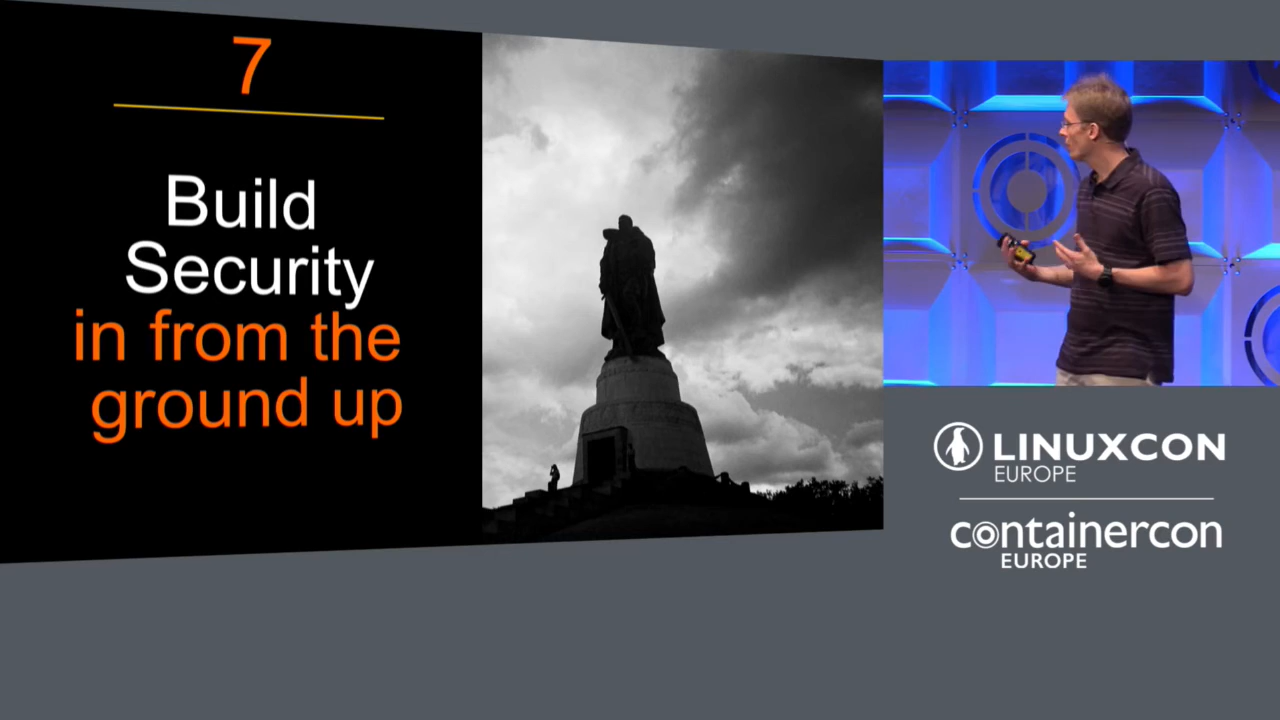 7
Build
Security
in from the
ground up
LINUXCON
EUROPE
containercon
EUROPE